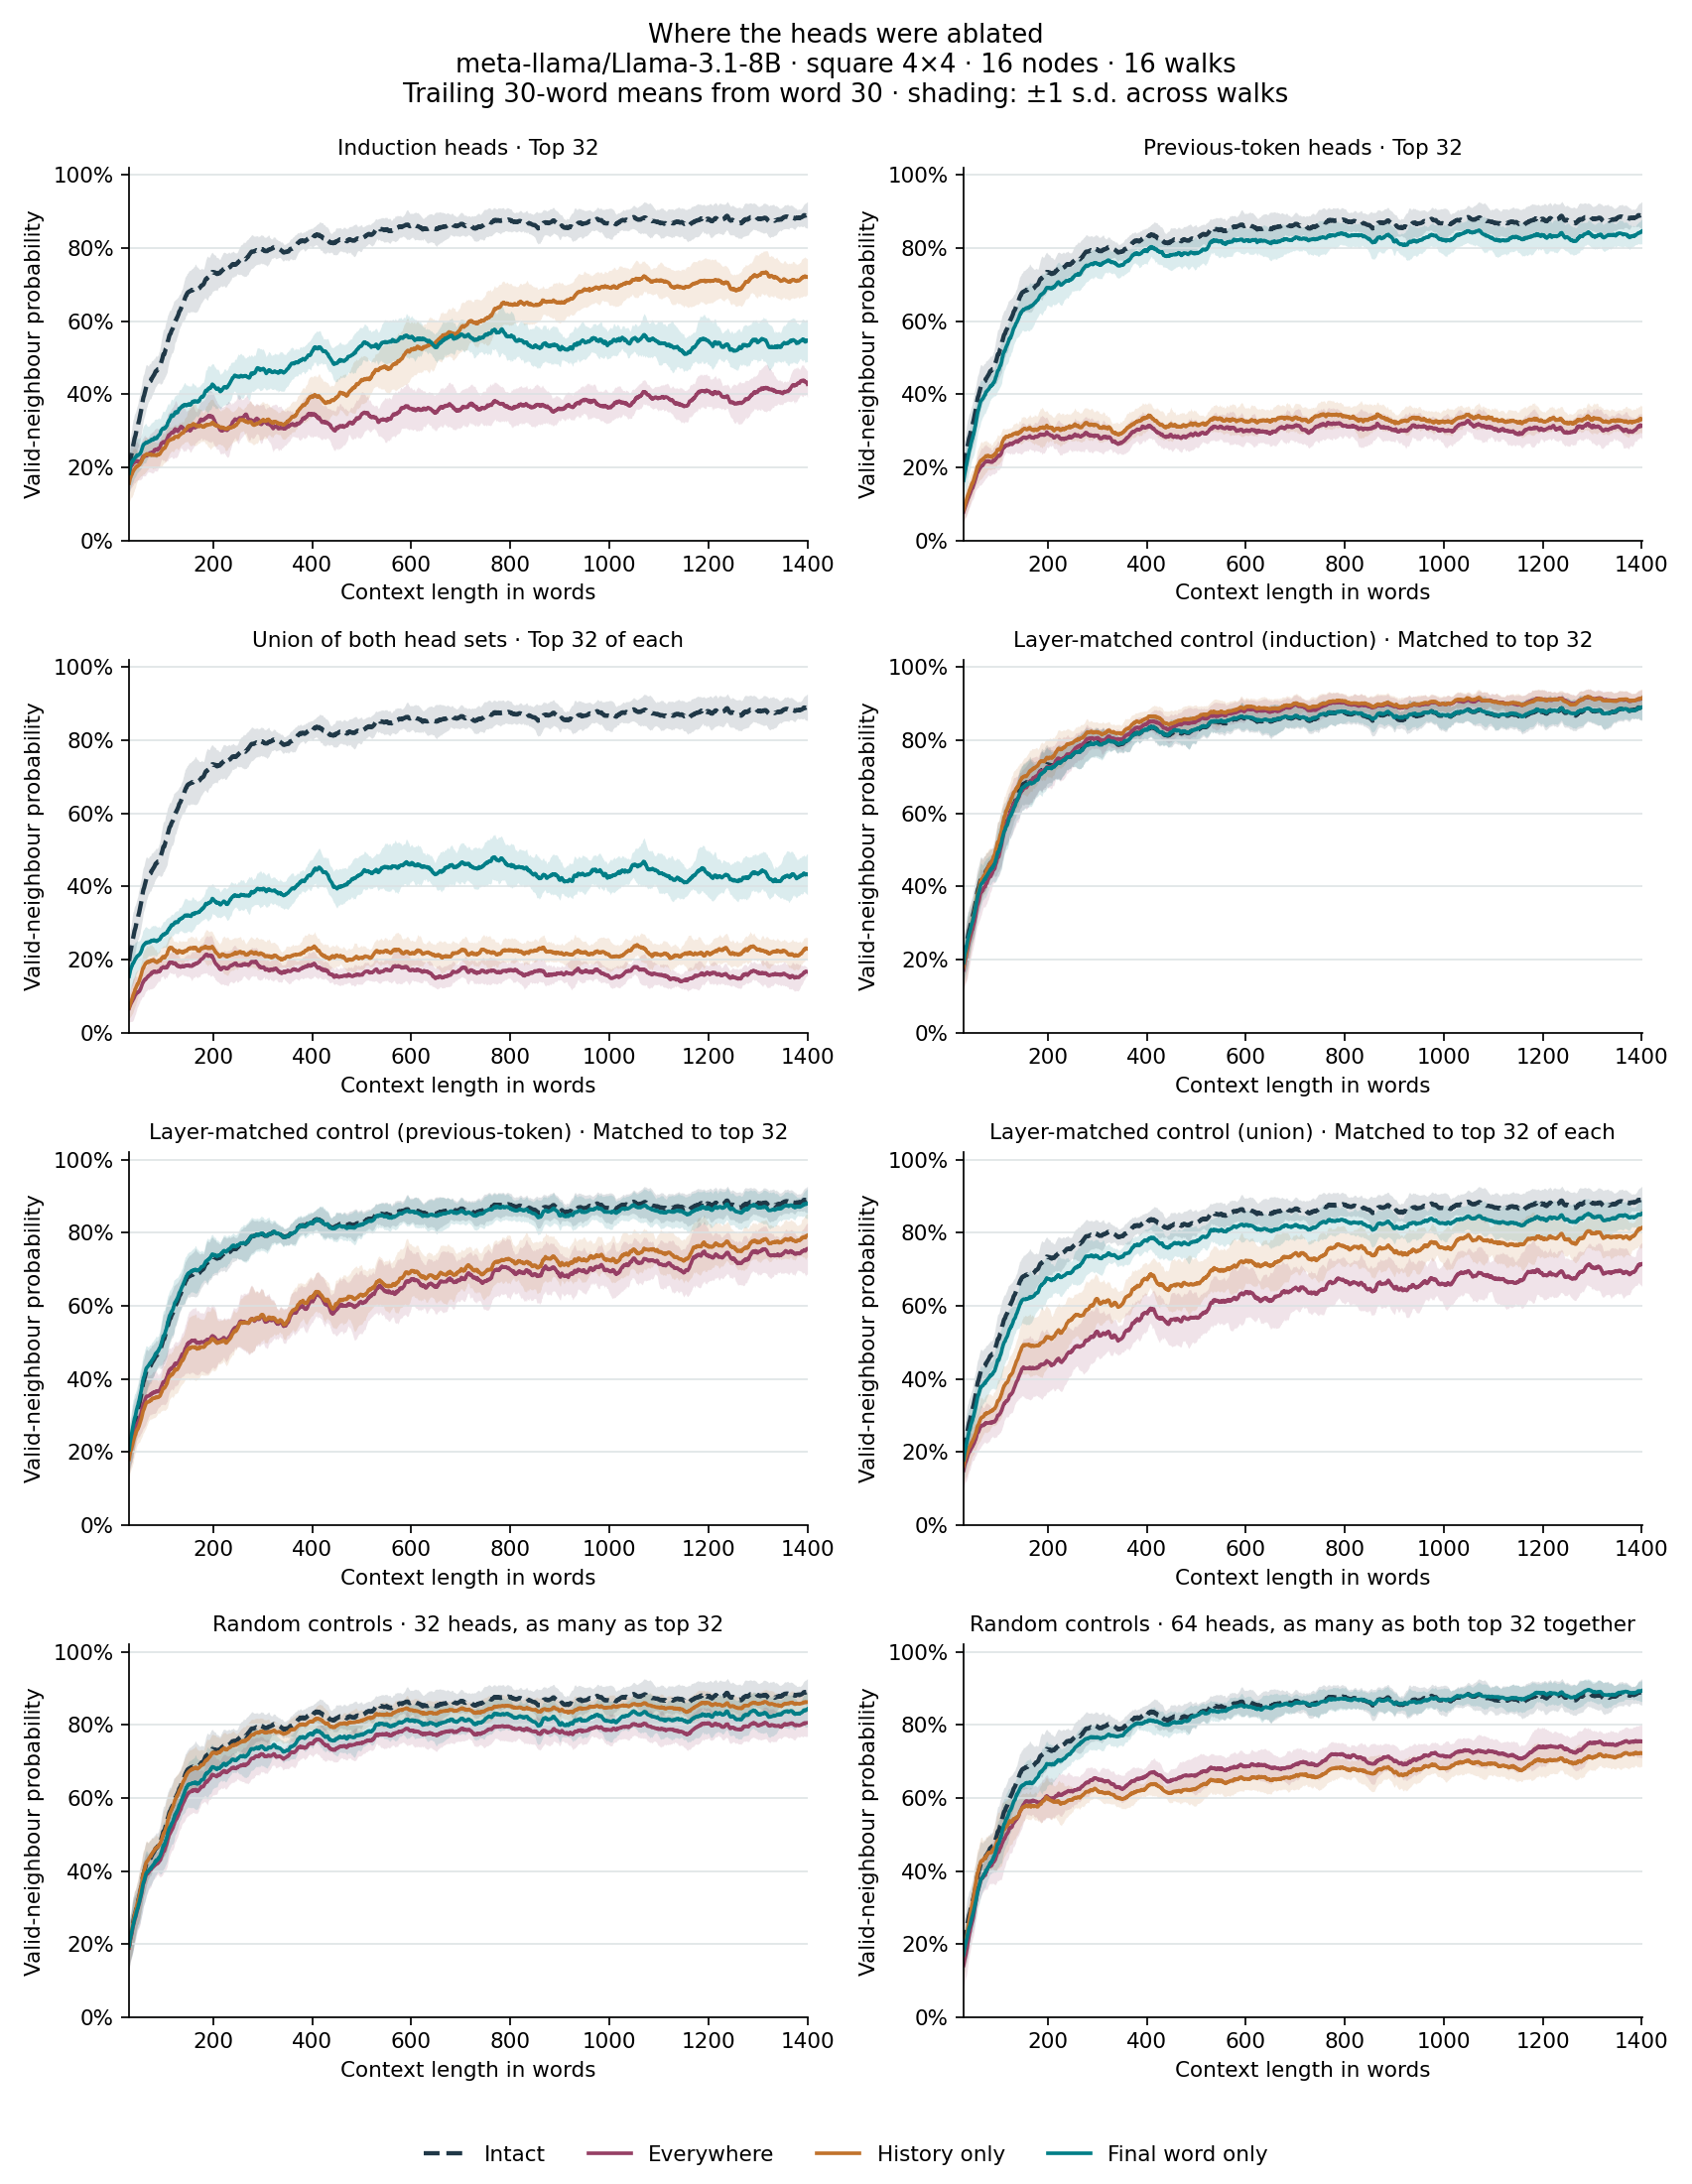 Where the heads were ablated
meta-llama/Llama-3.1-8B · square 4×4 · 16 nodes · 16 walks
Trailing 30-word means from word 30 · shading: ±1 s.d. across walks
Induction heads · Top 32
100%
80%
60%
40%
20%
0%
Valid-neighbour probability
200 400 600 800 1000 1200 1400
Context length in words
Previous-token heads · Top 32
100%
80%
60%
40%
20%
0%
Valid-neighbour probability
200 400 600 800 1000 1200 1400
Context length in words
Union of both head sets · Top 32 of each
100%
80%
60%
40%
20%
0%
Valid-neighbour probability
200 400 600 800 1000 1200 1400
Context length in words
Layer-matched control (induction) · Matched to top 32
100%
80%
60%
40%
20%
0%
Valid-neighbour probability
200 400 600 800 1000 1200 1400
Context length in words
Layer-matched control (previous-token) · Matched to top 32
100%
80%
60%
40%
20%
0%
Valid-neighbour probability
200 400 600 800 1000 1200 1400
Context length in words
Layer-matched control (union) · Matched to top 32 of each
100%
80%
60%
40%
20%
0%
Valid-neighbour probability
200 400 600 800 1000 1200 1400
Context length in words
Random controls · 32 heads, as many as top 32
100%
80%
60%
40%
20%
0%
Valid-neighbour probability
200 400 600 800 1000 1200 1400
Context length in words
Random controls · 64 heads, as many as both top 32 together
100%
80%
60%
40%
20%
0%
Valid-neighbour probability
200 400 600 800 1000 1200 1400
Context length in words
Intact Everywhere History only Final word only